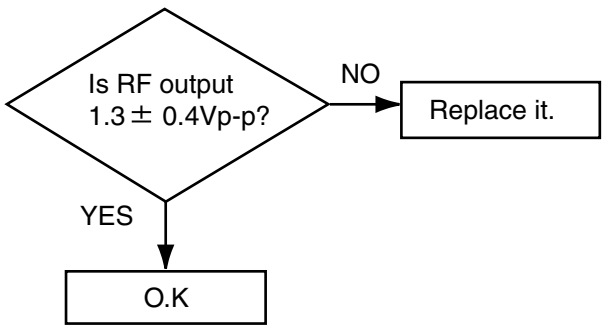 Is RF output
1.3 ± 0.4Vp-p?
NO
Replace it.
YES
O.K